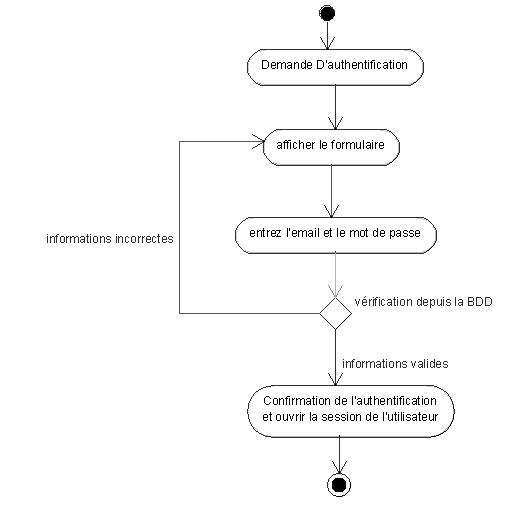 Demande D'authentification
afficher le formulaire
entrez l'email et le mot de passe
informations incorrectes
vérification depuis la BDD
informations valides
Confirmation de l'authentification
et ouvrir la session de l'utilisateur